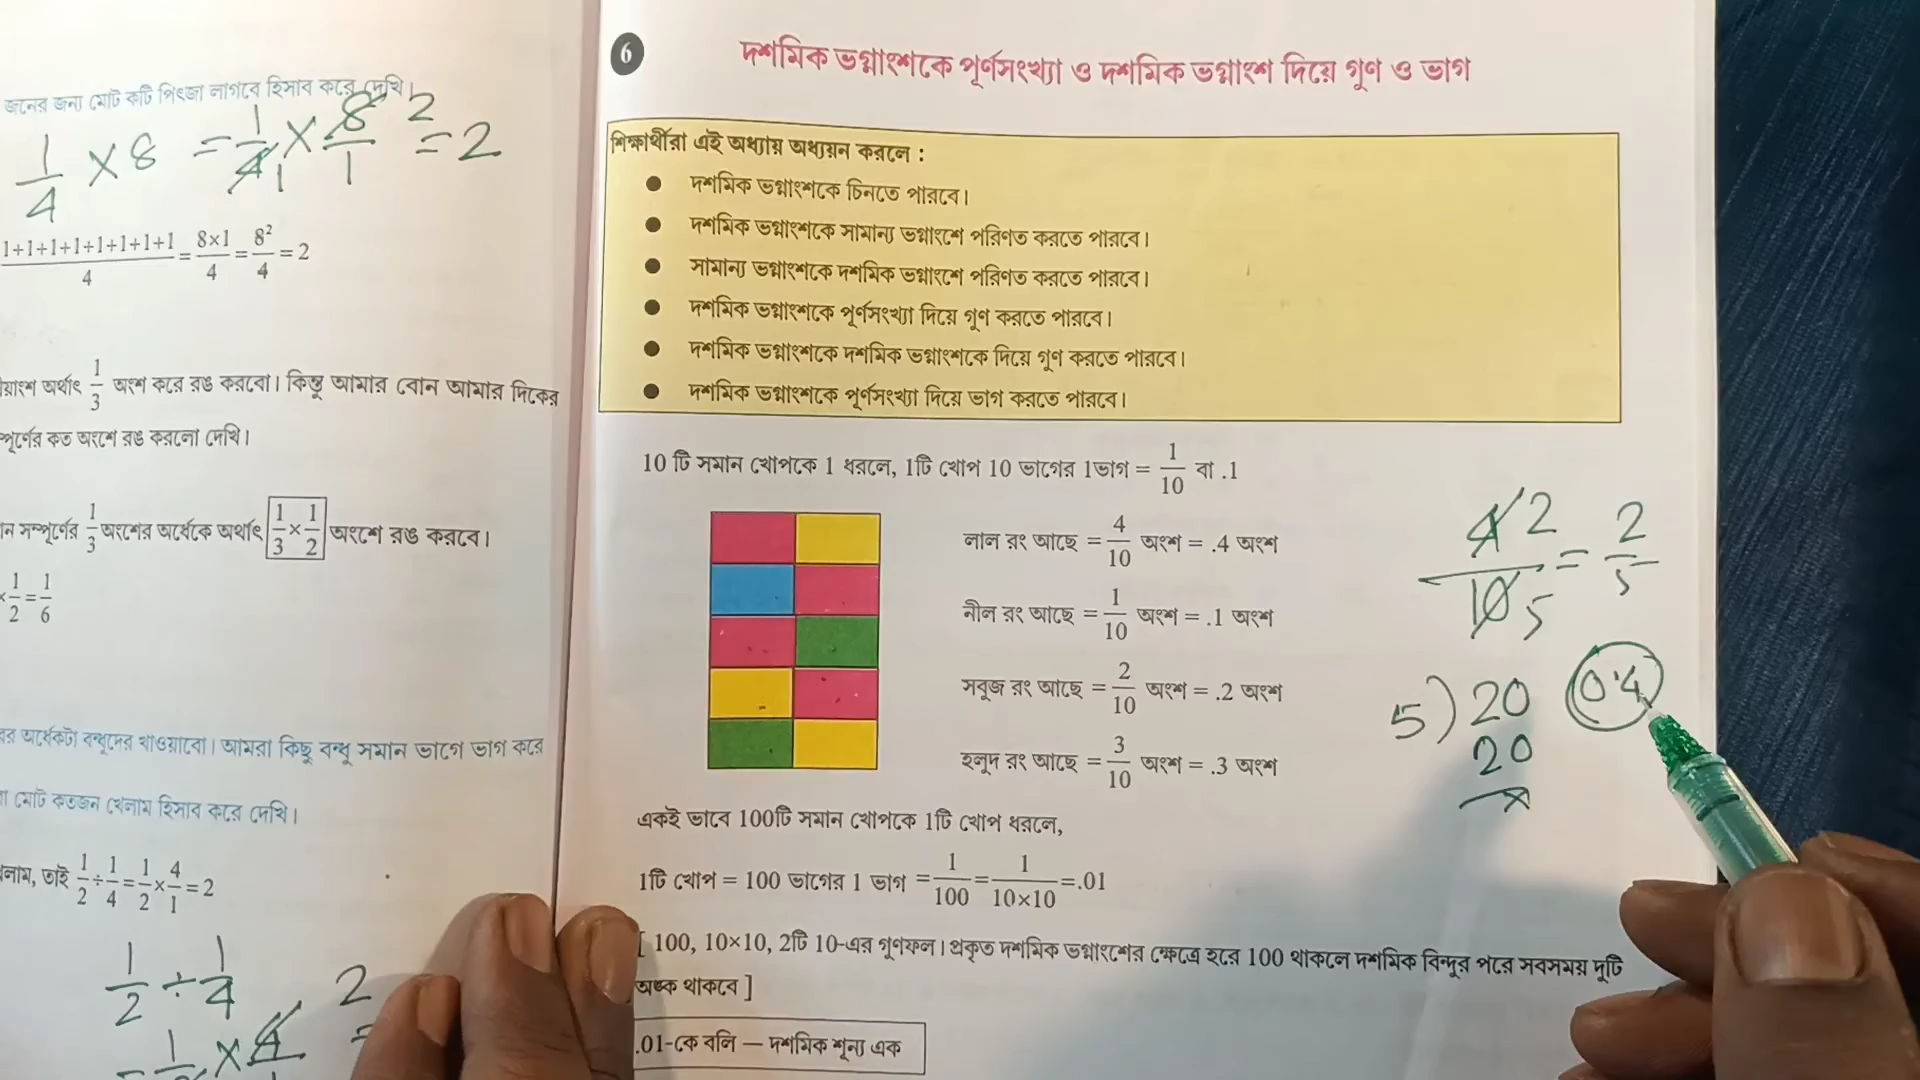 জনের জন্য মোট কটি পিৎজা লাগবে হিসাব করে দেখি।
1/4 × 8 = 1/4 1 × 8/1 2 = 2
1+1+1+1+1+1+1+1/4 = 8×1/4 = 8²/4 = 2
অর্থাৎ 1/3 অংশ করে রঙ করবো। কিন্তু আমার বোন আমার দিকের
কত অংশে রঙ করলো দেখি।
ন সম্পূর্ণের 1/3 অংশের অর্ধেকে অর্থাৎ 1/3 × 1/2 অংশে রঙ করবে।
× 1/2 = 1/6
অর্ধেকটা বন্ধুদের খাওয়াবো। আমরা কিছু বন্ধু সমান ভাগে ভাগ করে
মোট কতজন খেলাম হিসাব করে দেখি।
তাই 1/2 ÷ 1/4 = 1/2 × 4/1 = 2
1/2 ÷ 1/4 2
6
দশমিক ভগ্নাংশকে পূর্ণসংখ্যা ও দশমিক ভগ্নাংশ দিয়ে গুণ ও ভাগ
শিক্ষার্থীরা এই অধ্যায় অধ্যয়ন করলে :
● দশমিক ভগ্নাংশকে চিনতে পারবে।
● দশমিক ভগ্নাংশকে সামান্য ভগ্নাংশে পরিণত করতে পারবে।
● সামান্য ভগ্নাংশকে দশমিক ভগ্নাংশে পরিণত করতে পারবে।
● দশমিক ভগ্নাংশকে পূর্ণসংখ্যা দিয়ে গুণ করতে পারবে।
● দশমিক ভগ্নাংশকে দশমিক ভগ্নাংশকে দিয়ে গুণ করতে পারবে।
● দশমিক ভগ্নাংশকে পূর্ণসংখ্যা দিয়ে ভাগ করতে পারবে।
10 টি সমান খোপকে 1 ধরলে, 1টি খোপ 10 ভাগের 1ভাগ = 1/10 বা .1
লাল রং আছে = 4/10 অংশ = .4 অংশ
নীল রং আছে = 1/10 অংশ = .1 অংশ
সবুজ রং আছে = 2/10 অংশ = .2 অংশ
হলুদ রং আছে = 3/10 অংশ = .3 অংশ
4 2/10 5 = 2/5
5) 20 (0.4)
20
×
একই ভাবে 100টি সমান খোপকে 1টি খোপ ধরলে,
1টি খোপ = 100 ভাগের 1 ভাগ = 1/100 = 1/10×10 = .01
[ 100, 10×10, 2টি 10-এর গুণফল। প্রকৃত দশমিক ভগ্নাংশের ক্ষেত্রে হরে 100 থাকলে দশমিক বিন্দুর পরে সবসময় দুটি
অঙ্ক থাকবে ]
.01-কে বলি — দশমিক শূন্য এক